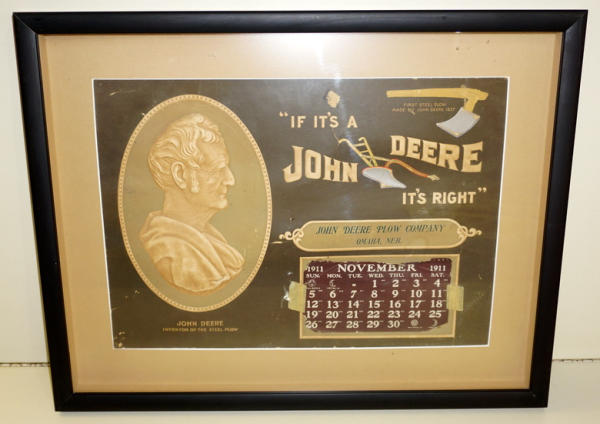 FIRST STEEL PLOW
MADE BY JOHN DEERE 1837
"IF IT'S A
JOHN DEERE
IT'S RIGHT"
JOHN DEERE PLOW COMPANY
OMAHA, NEB.
1911 NOVEMBER 1911
SUN. MON. TUE. WED. THU. FRI. SAT.
1 2 3 4
5 6 7 8 9 10 11
12 13 14 15 16 17 18
19 20 21 22 23 24 25
26 27 28 29 30
JOHN DEERE
INVENTOR OF THE STEEL PLOW